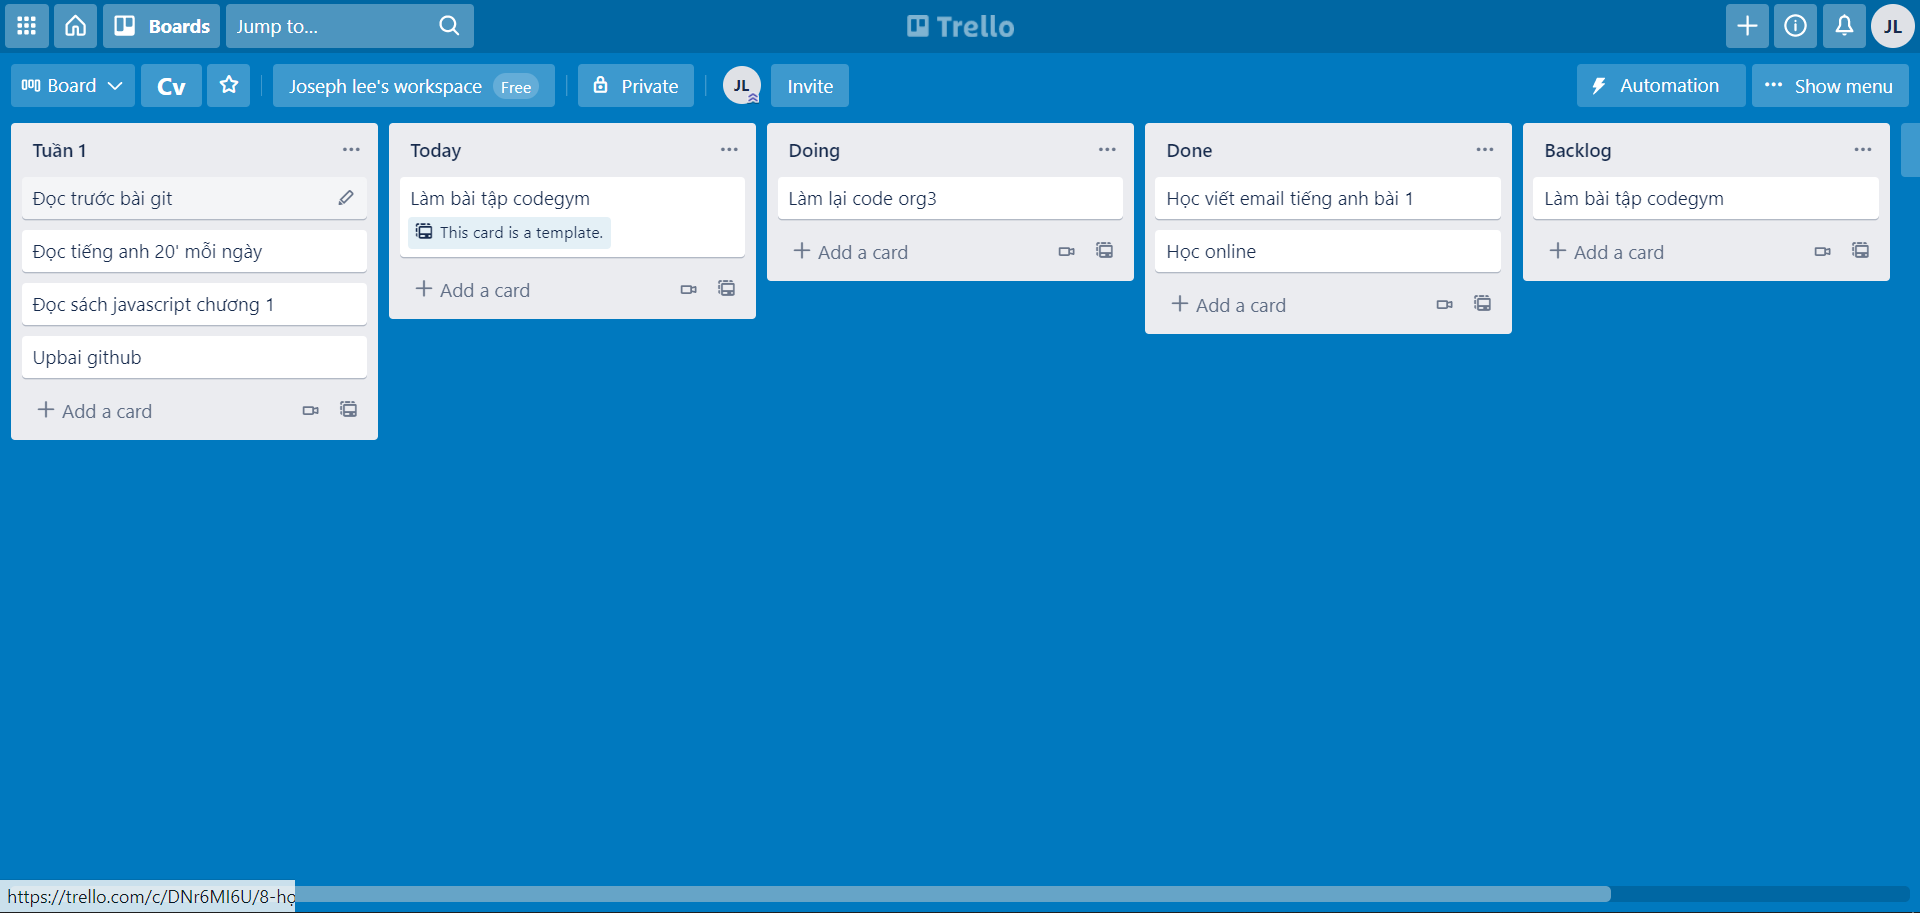 Boards
Jump to...
Trello
JL
Board
Cv
Joseph lee's workspace Free
Private
JL
Invite
Automation
Show menu
Tuần 1
Đọc trước bài git
Đọc tiếng anh 20' mỗi ngày
Đọc sách javascript chương 1
Upbai github
Add a card
Today
Làm bài tập codegym
This card is a template.
Add a card
Doing
Làm lại code org3
Add a card
Done
Học viết email tiếng anh bài 1
Học online
Add a card
Backlog
Làm bài tập codegym
Add a card
https://trello.com/c/DNr6MI6U/8-họ